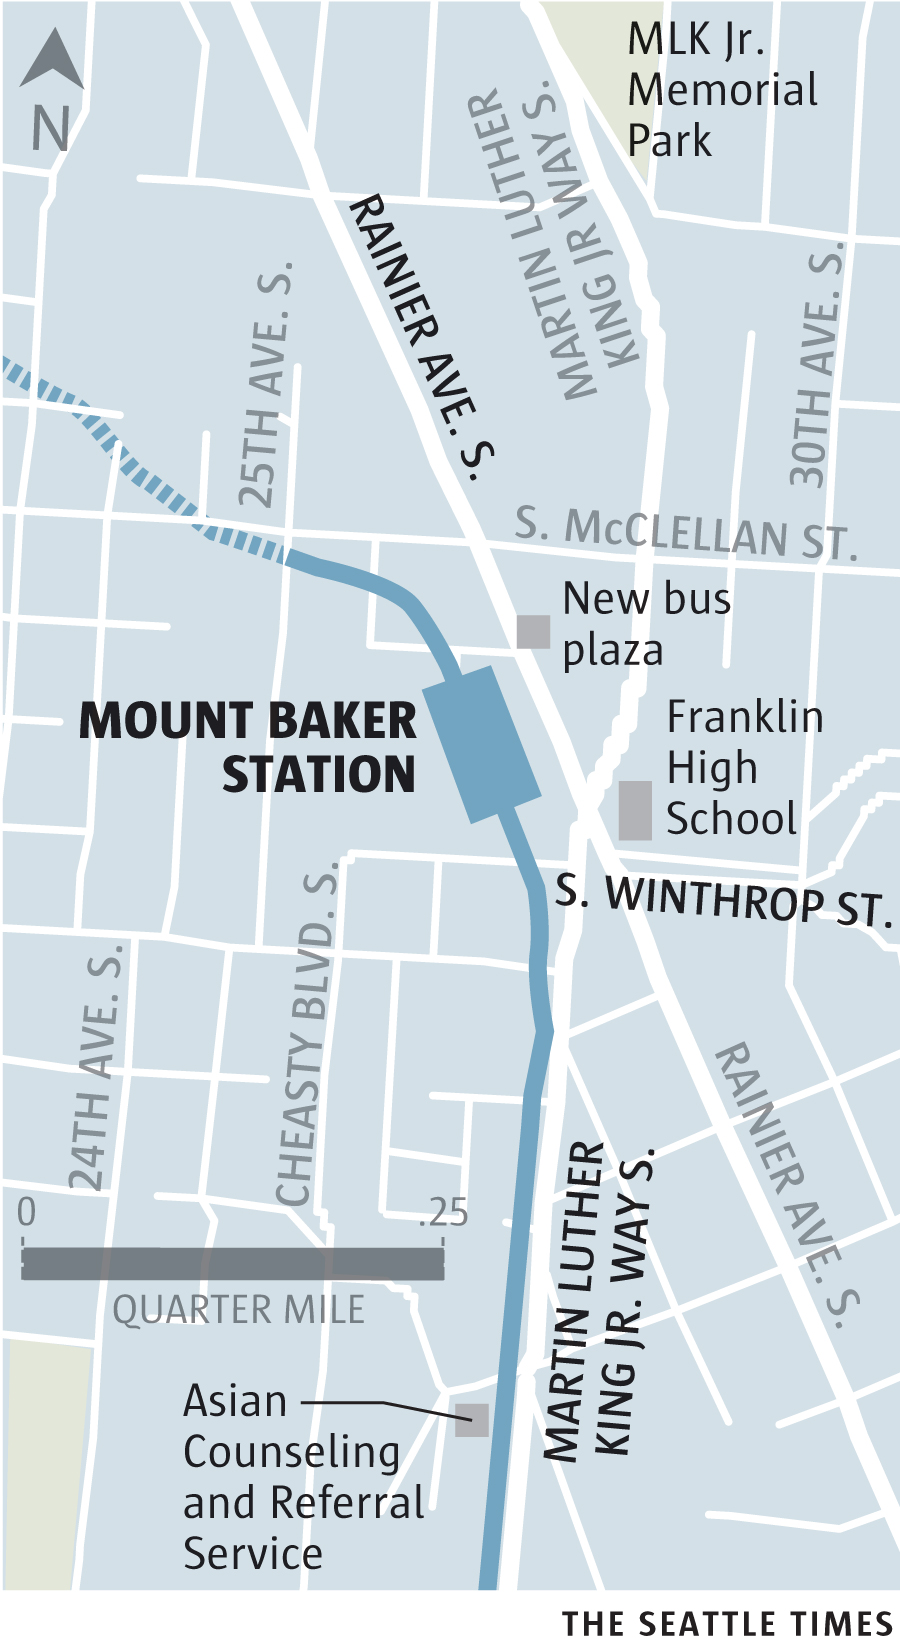 MLK Jr.
Memorial
Park
N
MARTIN LUTHER
KING JR WAY S.
RAINIER AVE. S.
25TH AVE. S.
30TH AVE. S.
S. McCLELLAN ST.
New bus
plaza
MOUNT BAKER
STATION
Franklin
High
School
S. WINTHROP ST.
CHEASTY BLVD. S.
24TH AVE. S.
RAINIER AVE. S.
MARTIN LUTHER
KING JR. WAY S.
0 .25
QUARTER MILE
Asian
Counseling
and Referral
Service
THE SEATTLE TIMES